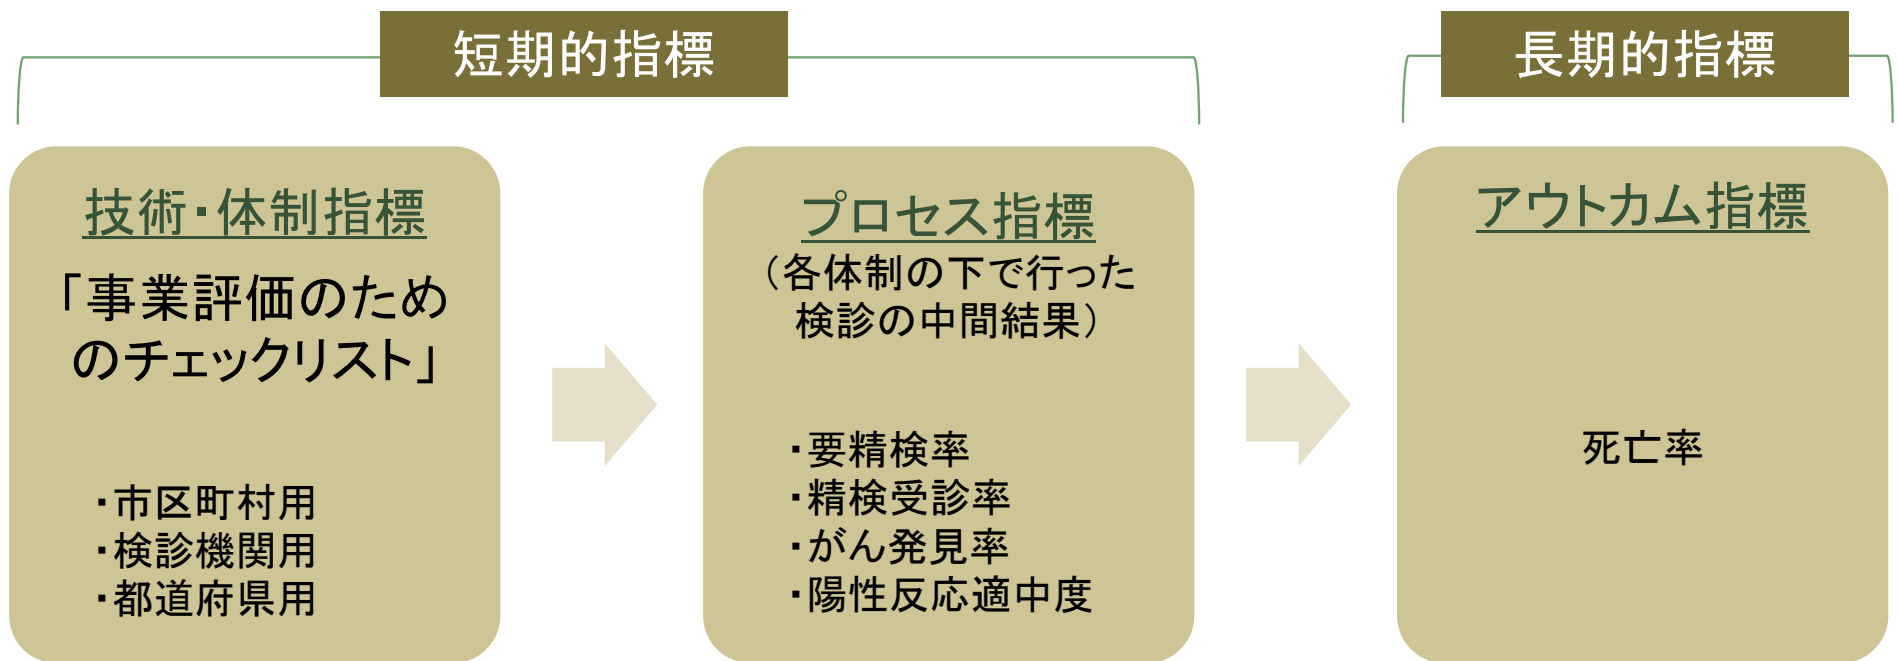 短期的指標
長期的指標
技術・体制指標
「事業評価のため
のチェックリスト」
・市区町村用
・検診機関用
・都道府県用
プロセス指標
（各体制の下で行った
検診の中間結果）
・要精検率
・精検受診率
・がん発見率
・陽性反応適中度
アウトカム指標
死亡率